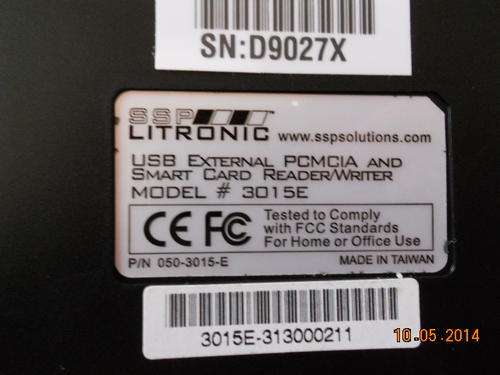 SN:D9027X
SSP
LITRONIC www.sspsolutions.com
USB EXTERNAL PCMCIA AND
SMART CARD READER/WRITER
MODEL # 3015E
CE FC Tested to Comply
with FCC Standards
For Home or Office Use
P/N 050-3015-E MADE IN TAIWAN
3015E-313000211
10.05.2014